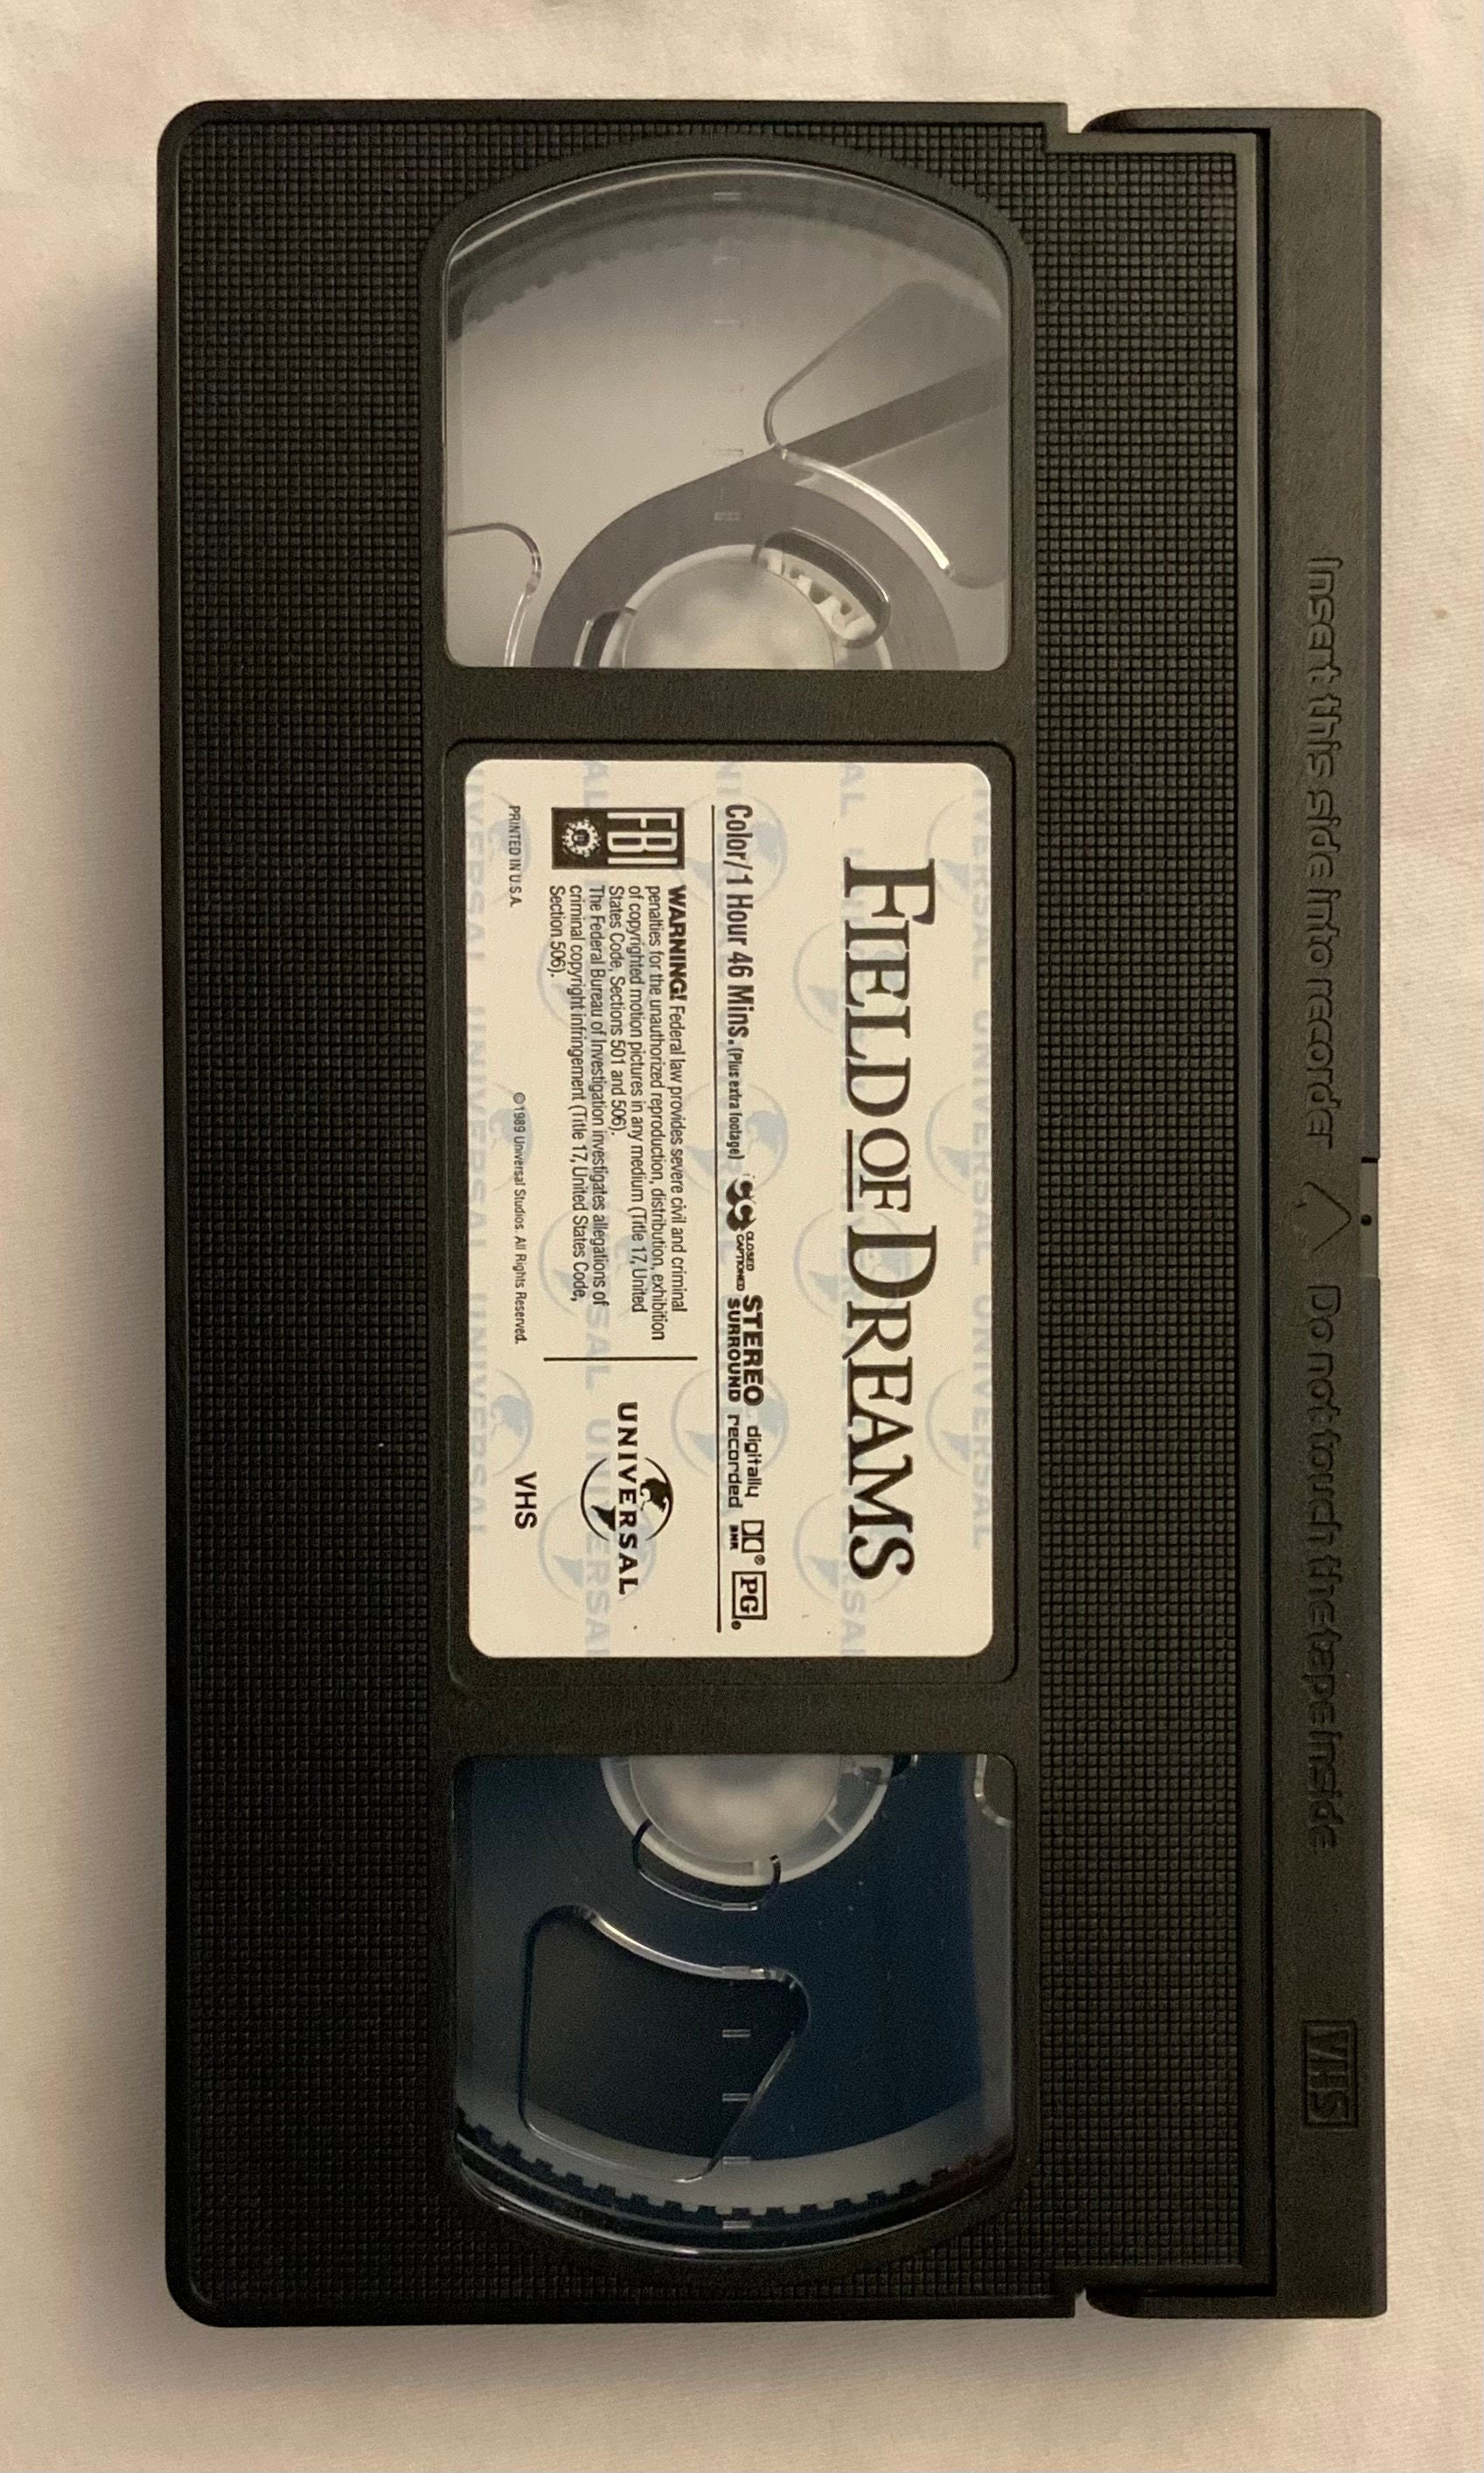 Insert this side into recorder Do not touch the tape inside
VHS
FIELD OF DREAMS
Color/1 Hour 46 Mins. (Plus extra footage) CLOSED CAPTIONED STEREO SURROUND digitally recorded BNR PG
FBI
WARNING! Federal law provides severe civil and criminal
penalties for the unauthorized reproduction, distribution, exhibition
of copyrighted motion pictures in any medium (Title 17, United
States Code, Sections 501 and 506).
The Federal Bureau of Investigation investigates allegations of
criminal copyright infringement (Title 17, United States Code,
Section 506).
UNIVERSAL
PRINTED IN U.S.A.
©1989 Universal Studios. All Rights Reserved.
VHS